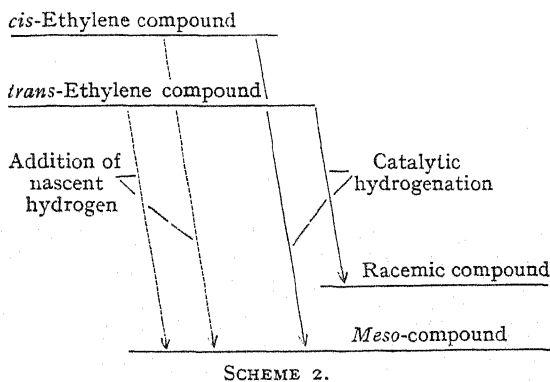 cis-Ethylene compound
trans-Ethylene compound
Addition of
nascent
hydrogen
Catalytic
hydrogenation
Racemic compound
Meso-compound
SCHEME 2.